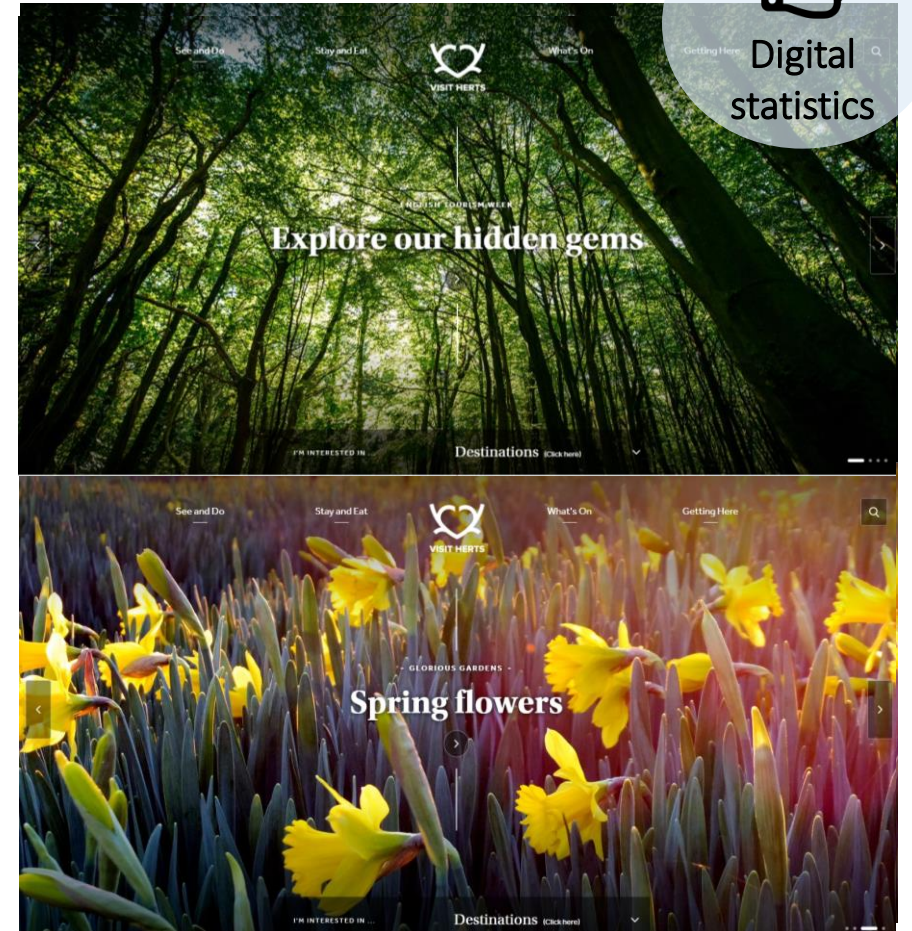 Digital
statistics
See and Do
Stay and Eat
VISIT HERTS
What's On
Getting Here
ENGLISH TOURISM WEEK
Explore our hidden gems
I'M INTERESTED IN ...
Destinations (Click here)
See and Do
Stay and Eat
VISIT HERTS
What's On
Getting Here
- GLORIOUS GARDENS -
Spring flowers
I'M INTERESTED IN ...
Destinations (Click here)